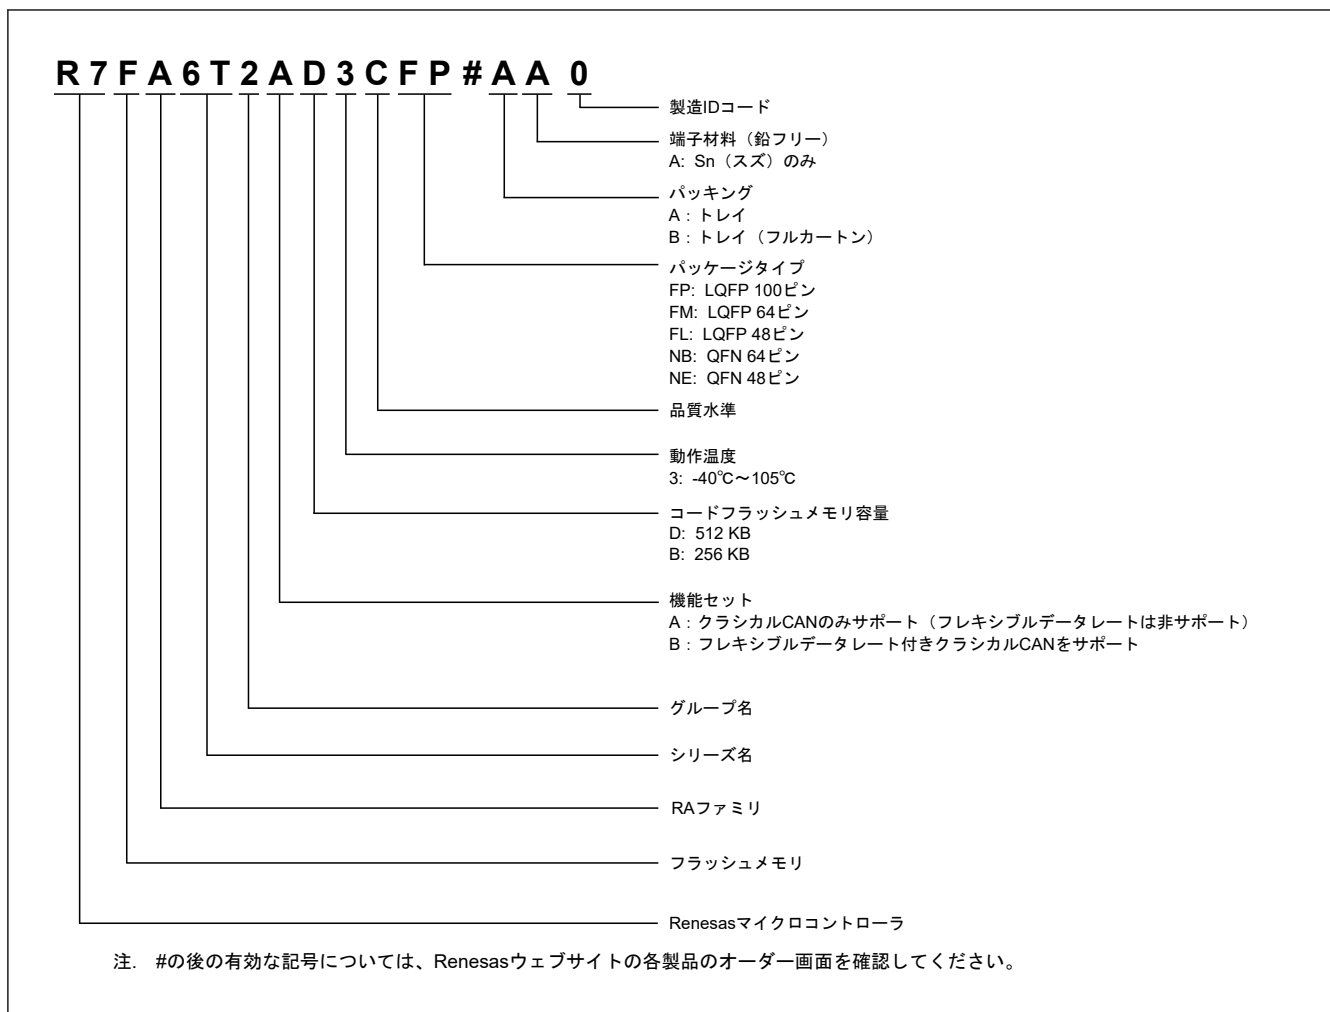 R7FA6T2AD3CFP#AA0
製造IDコード
端子材料（鉛フリー）
A: Sn（スズ）のみ
パッキング
A：トレイ
B：トレイ（フルカートン）
パッケージタイプ
FP: LQFP 100ピン
FM: LQFP 64ピン
FL: LQFP 48ピン
NB: QFN 64ピン
NE: QFN 48ピン
品質水準
動作温度
3: -40℃～105℃
コードフラッシュメモリ容量
D: 512 KB
B: 256 KB
機能セット
A：クラシカルCANのみサポート（フレキシブルデータレートは非サポート）
B：フレキシブルデータレート付きクラシカルCANをサポート
グループ名
シリーズ名
RAファミリ
フラッシュメモリ
Renesasマイクロコントローラ
注. #の後の有効な記号については、Renesasウェブサイトの各製品のオーダー画面を確認してください。